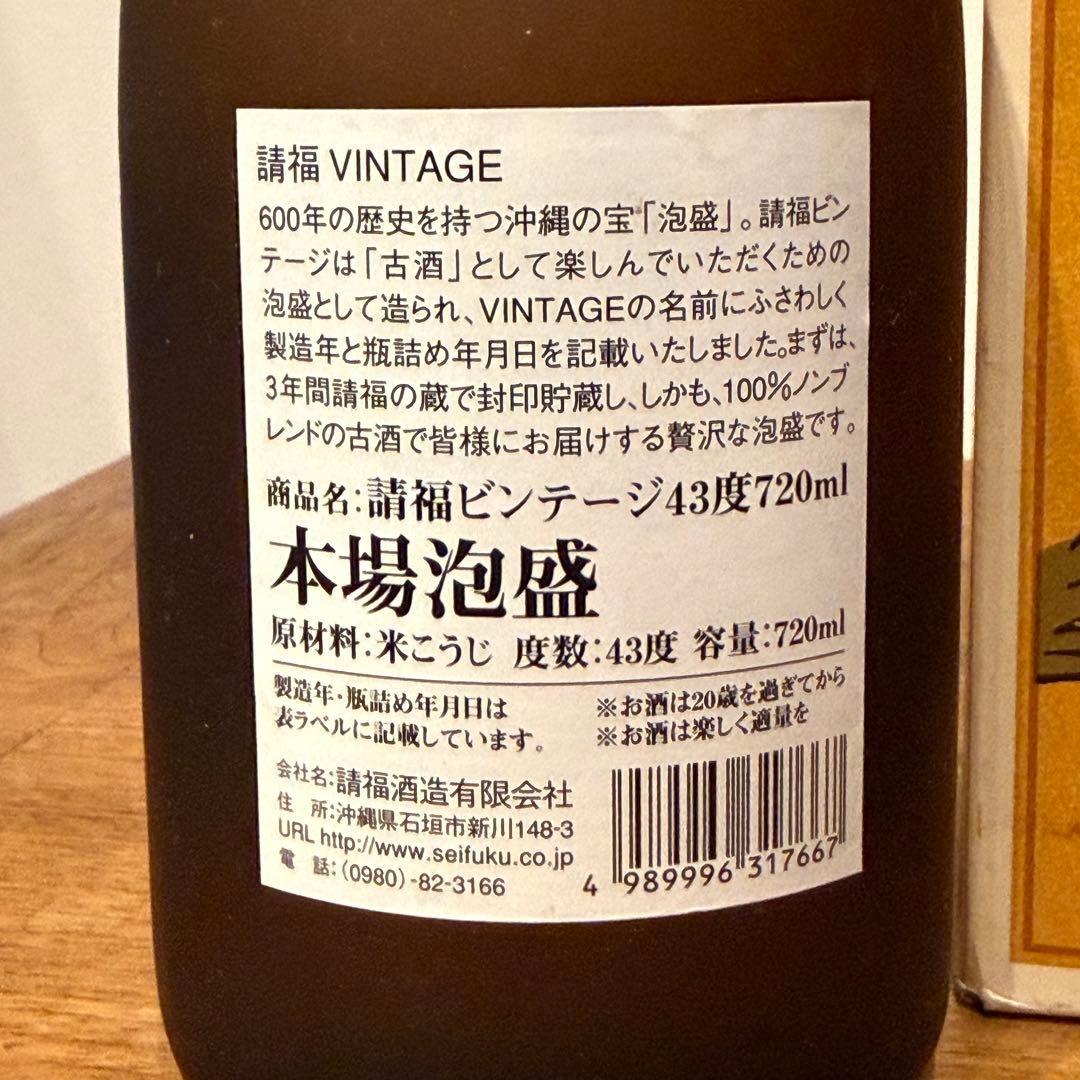 請福 VINTAGE
600年の歴史を持つ沖縄の宝「泡盛」。請福ビン
テージは「古酒」として楽しんでいただくための
泡盛として造られ、VINTAGEの名前にふさわしく
製造年と瓶詰め年月日を記載いたしました。まずは、
3年間請福の蔵で封印貯蔵し、しかも、100%ノンブ
レンドの古酒で皆様にお届けする贅沢な泡盛です。
商品名:請福ビンテージ43度720ml
本場泡盛
原材料:米こうじ 度数:43度 容量:720ml
製造年・瓶詰め年月日は
表ラベルに記載しています。
※お酒は20歳を過ぎてから
※お酒は楽しく適量を
会社名:請福酒造有限会社
住 所:沖縄県石垣市新川148-3
URL http://www.seifuku.co.jp
電 話:(0980)-82-3166
4 989996 317667